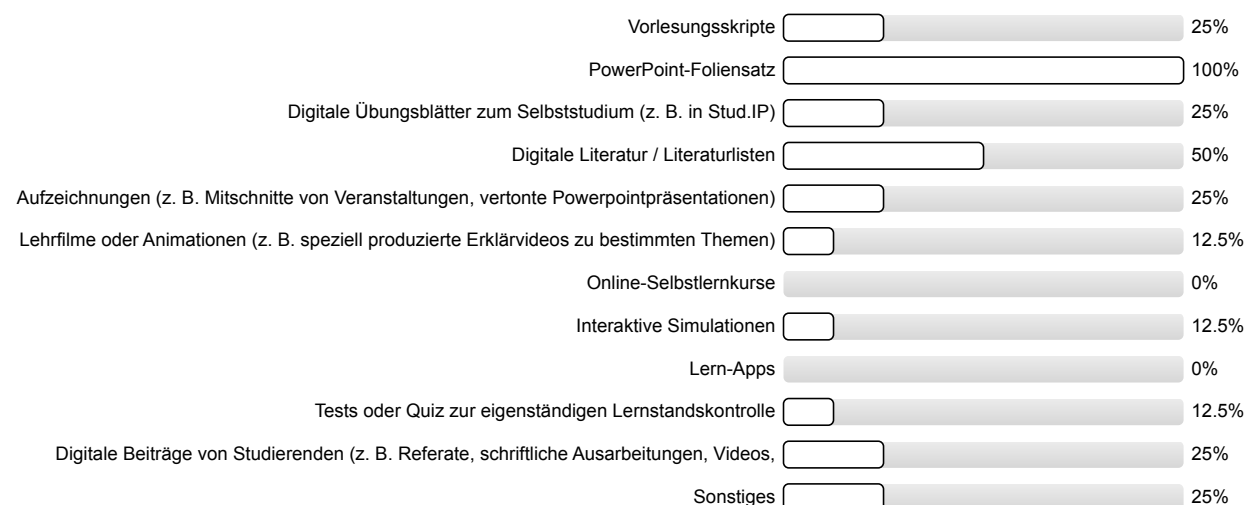 Vorlesungsskripte 25%
PowerPoint-Foliensatz 100%
Digitale Übungsblätter zum Selbststudium (z. B. in Stud.IP) 25%
Digitale Literatur / Literaturlisten 50%
Aufzeichnungen (z. B. Mitschnitte von Veranstaltungen, vertonte Powerpointpräsentationen) 25%
Lehrfilme oder Animationen (z. B. speziell produzierte Erklärvideos zu bestimmten Themen) 12.5%
Online-Selbstlernkurse 0%
Interaktive Simulationen 12.5%
Lern-Apps 0%
Tests oder Quiz zur eigenständigen Lernstandskontrolle 12.5%
Digitale Beiträge von Studierenden (z. B. Referate, schriftliche Ausarbeitungen, Videos, 25%
Sonstiges 25%